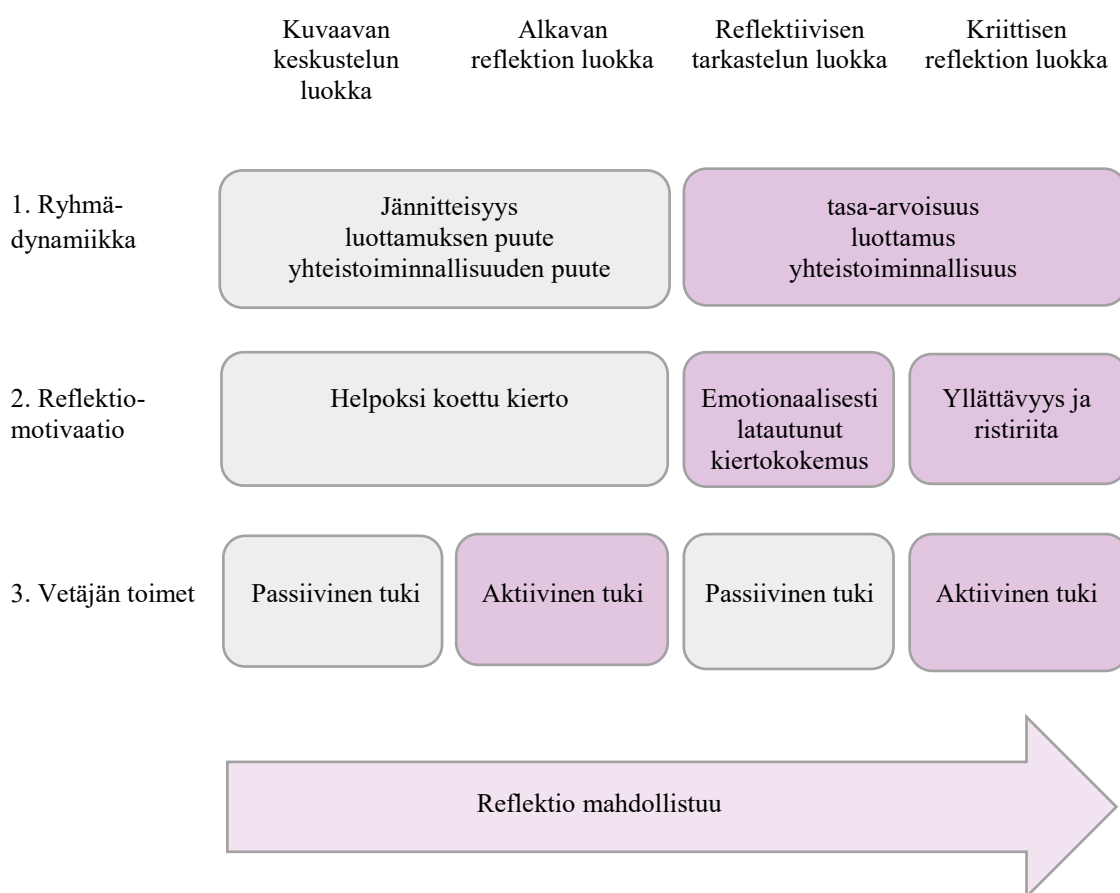 Kuvaavan
keskustelun
luokka
Alkavan
reflektion luokka
Reflektiivisen
tarkastelun luokka
Kriittisen
reflektion luokka
1. Ryhmä-
dynamiikka
Jännitteisyys
luottamuksen puute
yhteistoiminnallisuuden puute
tasa-arvoisuus
luottamus
yhteistoiminnallisuus
2. Reflektio-
motivaatio
Helpoksi koettu kierto
Emotionaalisesti
latautunut
kiertokokemus
Yllättävyys ja
ristiriita
3. Vetäjän toimet
Passiivinen tuki
Aktiivinen tuki
Passiivinen tuki
Aktiivinen tuki
Reflektio mahdollistuu